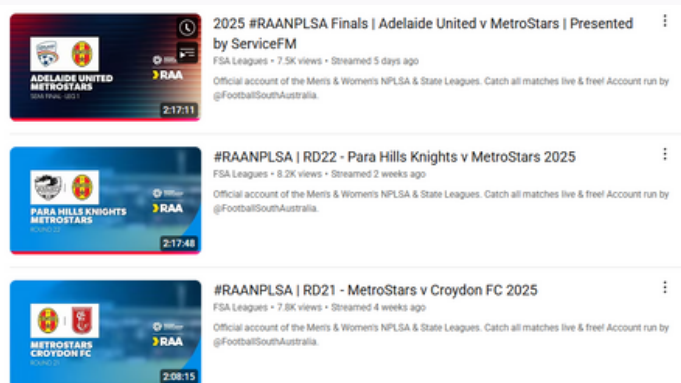 ADELAIDE UNITED
METROSTARS
SEMI FINAL - LEG 1
RAA
2:17:11
2025 #RAANPLSA Finals | Adelaide United v MetroStars | Presented
by ServiceFM
FSA Leagues • 7.5K views • Streamed 5 days ago
Official account of the Men's & Women's NPLSA & State Leagues. Catch all matches live & free! Account run by
@FootballSouthAustralia.
PARA HILLS KNIGHTS
METROSTARS
ROUND 22
RAA
2:17:48
#RAANPLSA | RD22 - Para Hills Knights v MetroStars 2025
FSA Leagues • 8.2K views • Streamed 2 weeks ago
Official account of the Men's & Women's NPLSA & State Leagues. Catch all matches live & free! Account run by
@FootballSouthAustralia.
METROSTARS
CROYDON FC
ROUND 21
RAA
2:08:15
#RAANPLSA | RD21 - MetroStars v Croydon FC 2025
FSA Leagues • 7.8K views • Streamed 4 weeks ago
Official account of the Men's & Women's NPLSA & State Leagues. Catch all matches live & free! Account run by
@FootballSouthAustralia.